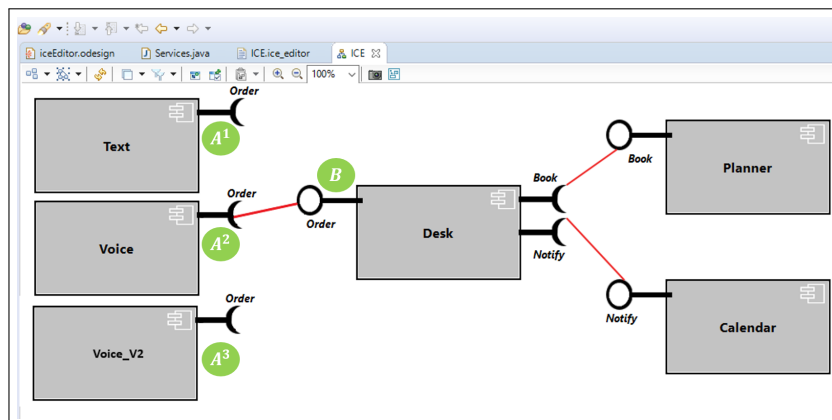 iceEditor.odesign
Services.java
ICE.ice_editor
ICE
100%
Order
Text
A¹
Order
B
Voice
A²
Order
Desk
Book
Notify
Book
Planner
Notify
Calendar
Order
Voice_V2
A³